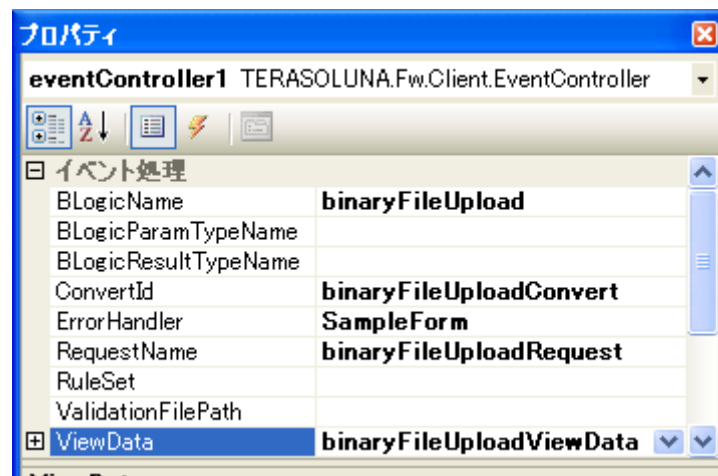 プロパティ
eventController1 TERASOLUNA.Fw.Client.EventController
イベント処理
BLogicName binaryFileUpload
BLogicParamTypeName
BLogicResultTypeName
ConvertId binaryFileUploadConvert
ErrorHandler SampleForm
RequestName binaryFileUploadRequest
RuleSet
ValidationFilePath
ViewData binaryFileUploadViewData